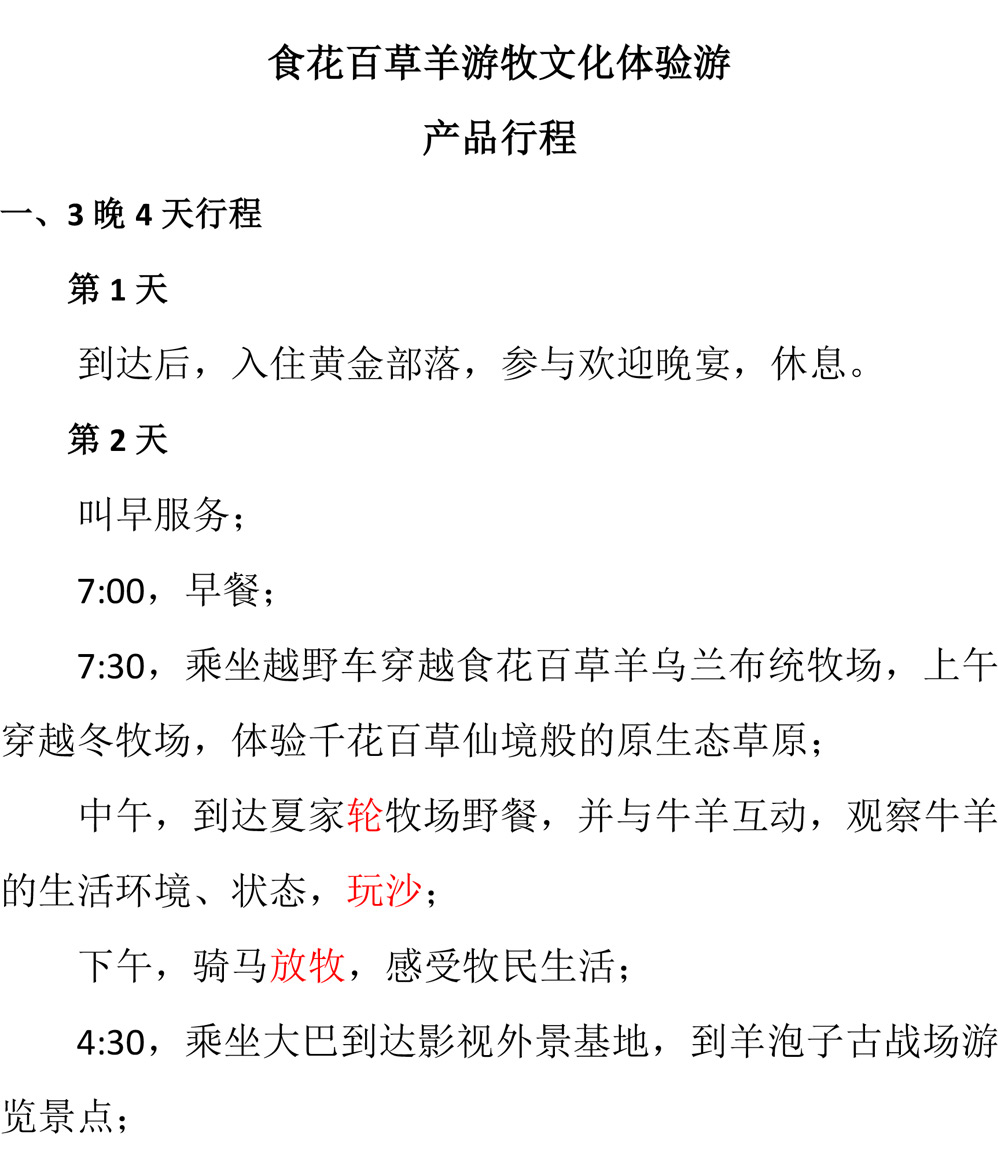 食花百草羊游牧文化体验游
产品行程
一、3晚4天行程
第1天
到达后，入住黄金部落，参与欢迎晚宴，休息。
第2天
叫早服务；
7:00，早餐；
7:30，乘坐越野车穿越食花百草羊乌兰布统牧场，上午
穿越冬牧场，体验千花百草仙境般的原生态草原；
中午，到达夏家轮牧场野餐，并与牛羊互动，观察牛羊
的生活环境、状态，玩沙；
下午，骑马放牧，感受牧民生活；
4:30，乘坐大巴到达影视外景基地，到羊泡子古战场游
览景点；